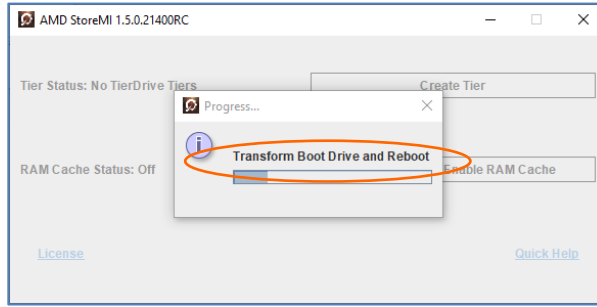 AMD StoreMI 1.5.0.21400RC
Tier Status: No TierDrive Tiers
Create Tier
Progress...
Transform Boot Drive and Reboot
RAM Cache Status: Off
Enable RAM Cache
License
Quick Help